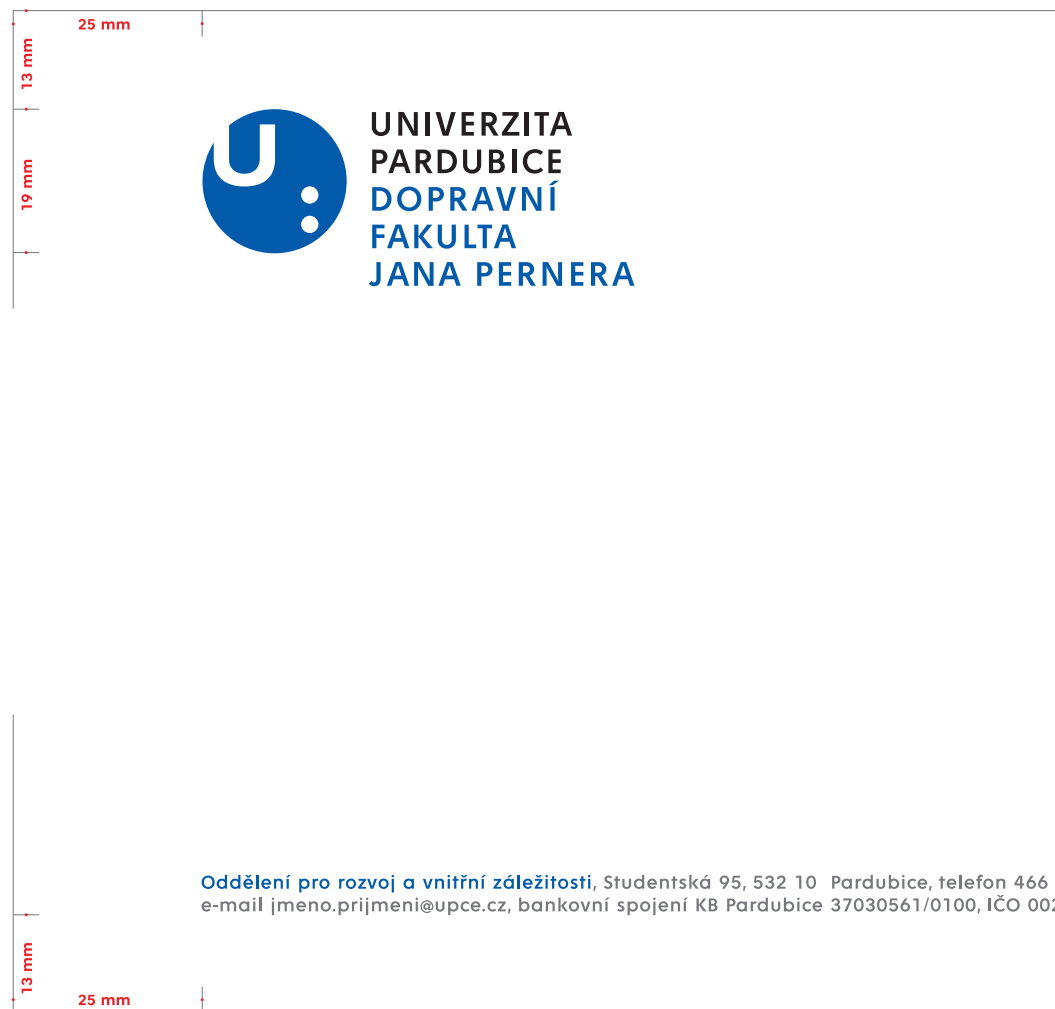 25 mm
13 mm
19 mm
U:
UNIVERZITA
PARDUBICE
DOPRAVNÍ
FAKULTA
JANA PERNERA
Oddělení pro rozvoj a vnitřní záležitosti, Studentská 95, 532 10 Pardubice, telefon 466
e-mail jmeno.prijmeni@upce.cz, bankovní spojení KB Pardubice 37030561/0100, IČO 002
13 mm
25 mm